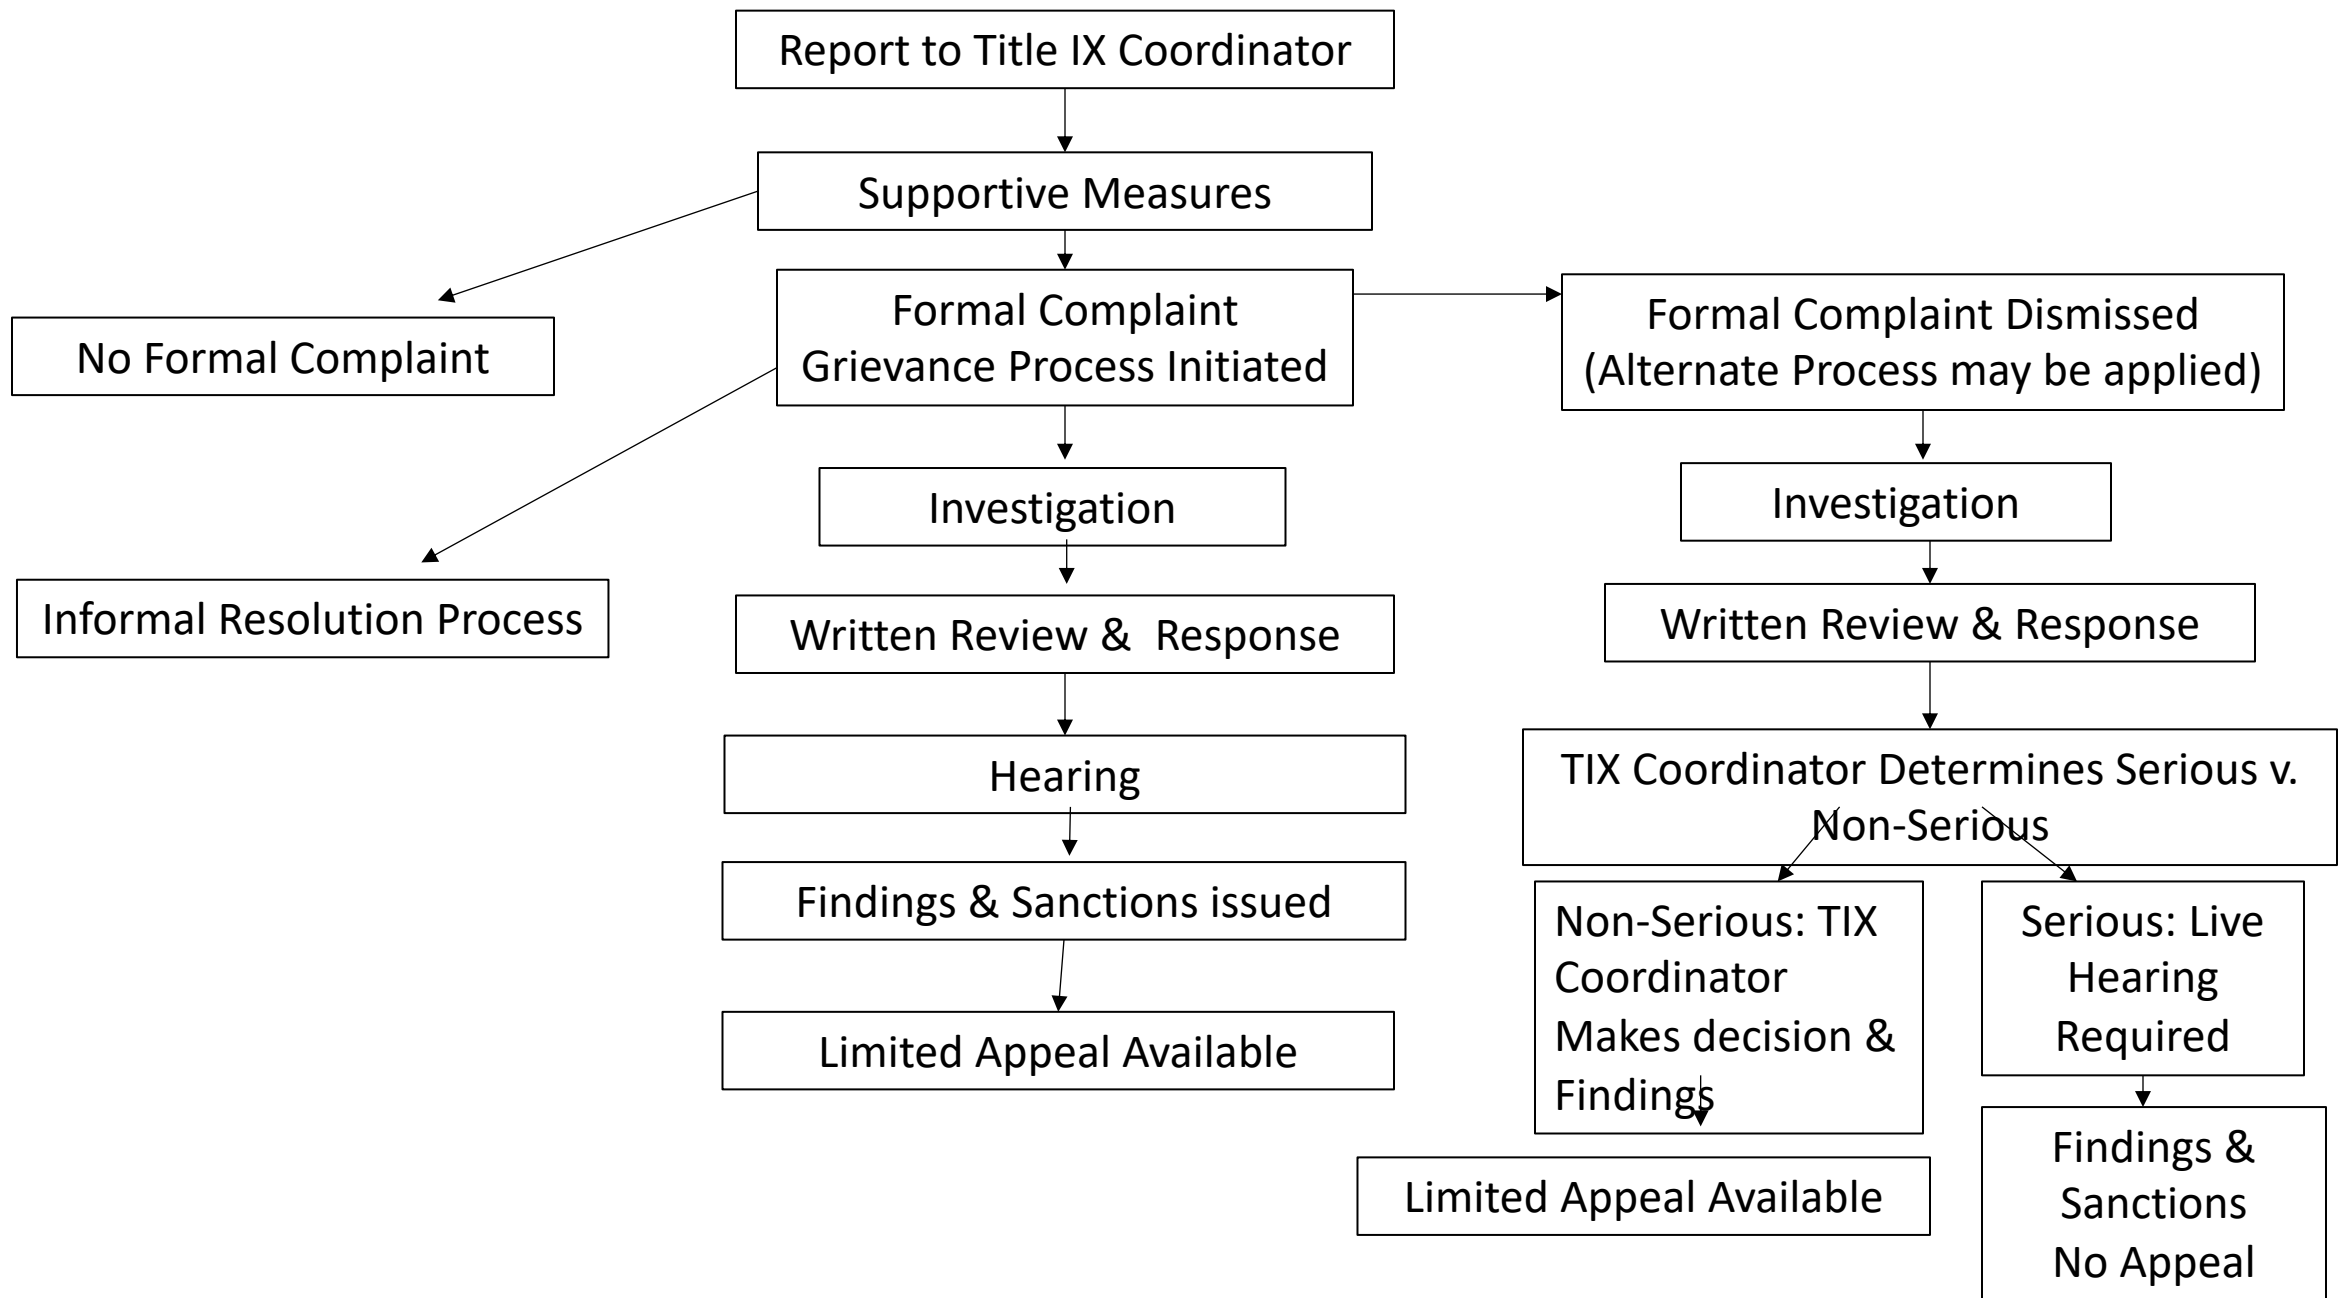 Report to Title IX Coordinator
Supportive Measures
No Formal Complaint
Formal Complaint
Grievance Process Initiated
Formal Complaint Dismissed
(Alternate Process may be applied)
Informal Resolution Process
Investigation
Written Review &  Response
Hearing
Findings & Sanctions issued
Limited Appeal Available
Investigation
Written Review & Response
TIX Coordinator Determines Serious v.
Non-Serious
Non-Serious: TIX
Coordinator
Makes decision &
Findings
Limited Appeal Available
Serious: Live
Hearing
Required
Findings &
Sanctions
No Appeal